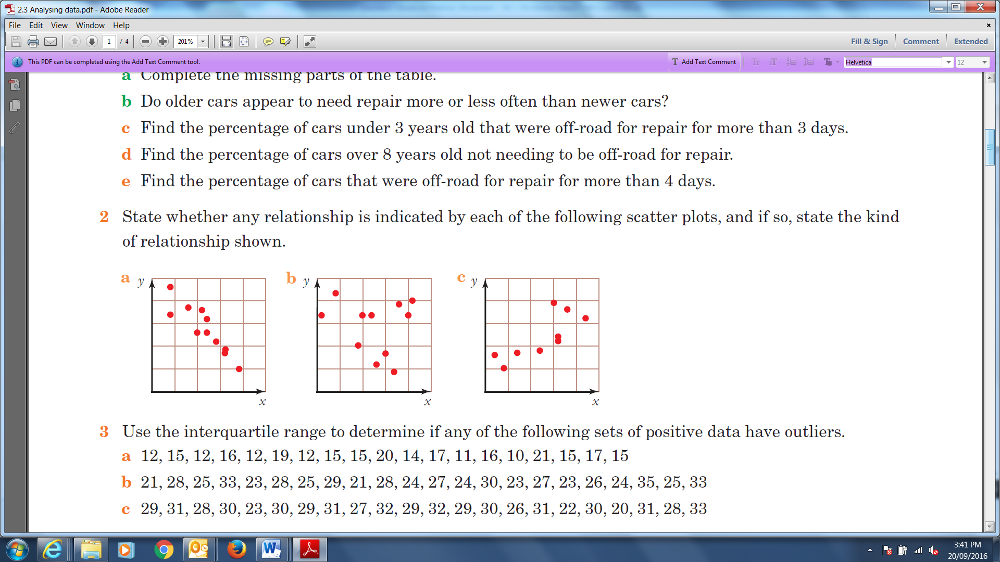 2.3 Analysing data.pdf - Adobe Reader
File Edit View Window Help
1 / 4 201% Fill & Sign Comment Extended
This PDF can be completed using the Add Text Comment tool. Add Text Comment Helvetica 12
a Complete the missing parts of the table.
b Do older cars appear to need repair more or less often than newer cars?
c Find the percentage of cars under 3 years old that were off-road for repair for more than 3 days.
d Find the percentage of cars over 8 years old not needing to be off-road for repair.
e Find the percentage of cars that were off-road for repair for more than 4 days.
2 State whether any relationship is indicated by each of the following scatter plots, and if so, state the kind
of relationship shown.
a y b y c y
x x x
3 Use the interquartile range to determine if any of the following sets of positive data have outliers.
a 12, 15, 12, 16, 12, 19, 12, 15, 15, 20, 14, 17, 11, 16, 10, 21, 15, 17, 15
b 21, 28, 25, 33, 23, 28, 25, 29, 21, 28, 24, 27, 24, 30, 23, 27, 23, 26, 24, 35, 25, 33
c 29, 31, 28, 30, 23, 30, 29, 31, 27, 32, 29, 32, 29, 30, 26, 31, 22, 30, 20, 31, 28, 33
3:41 PM
20/09/2016